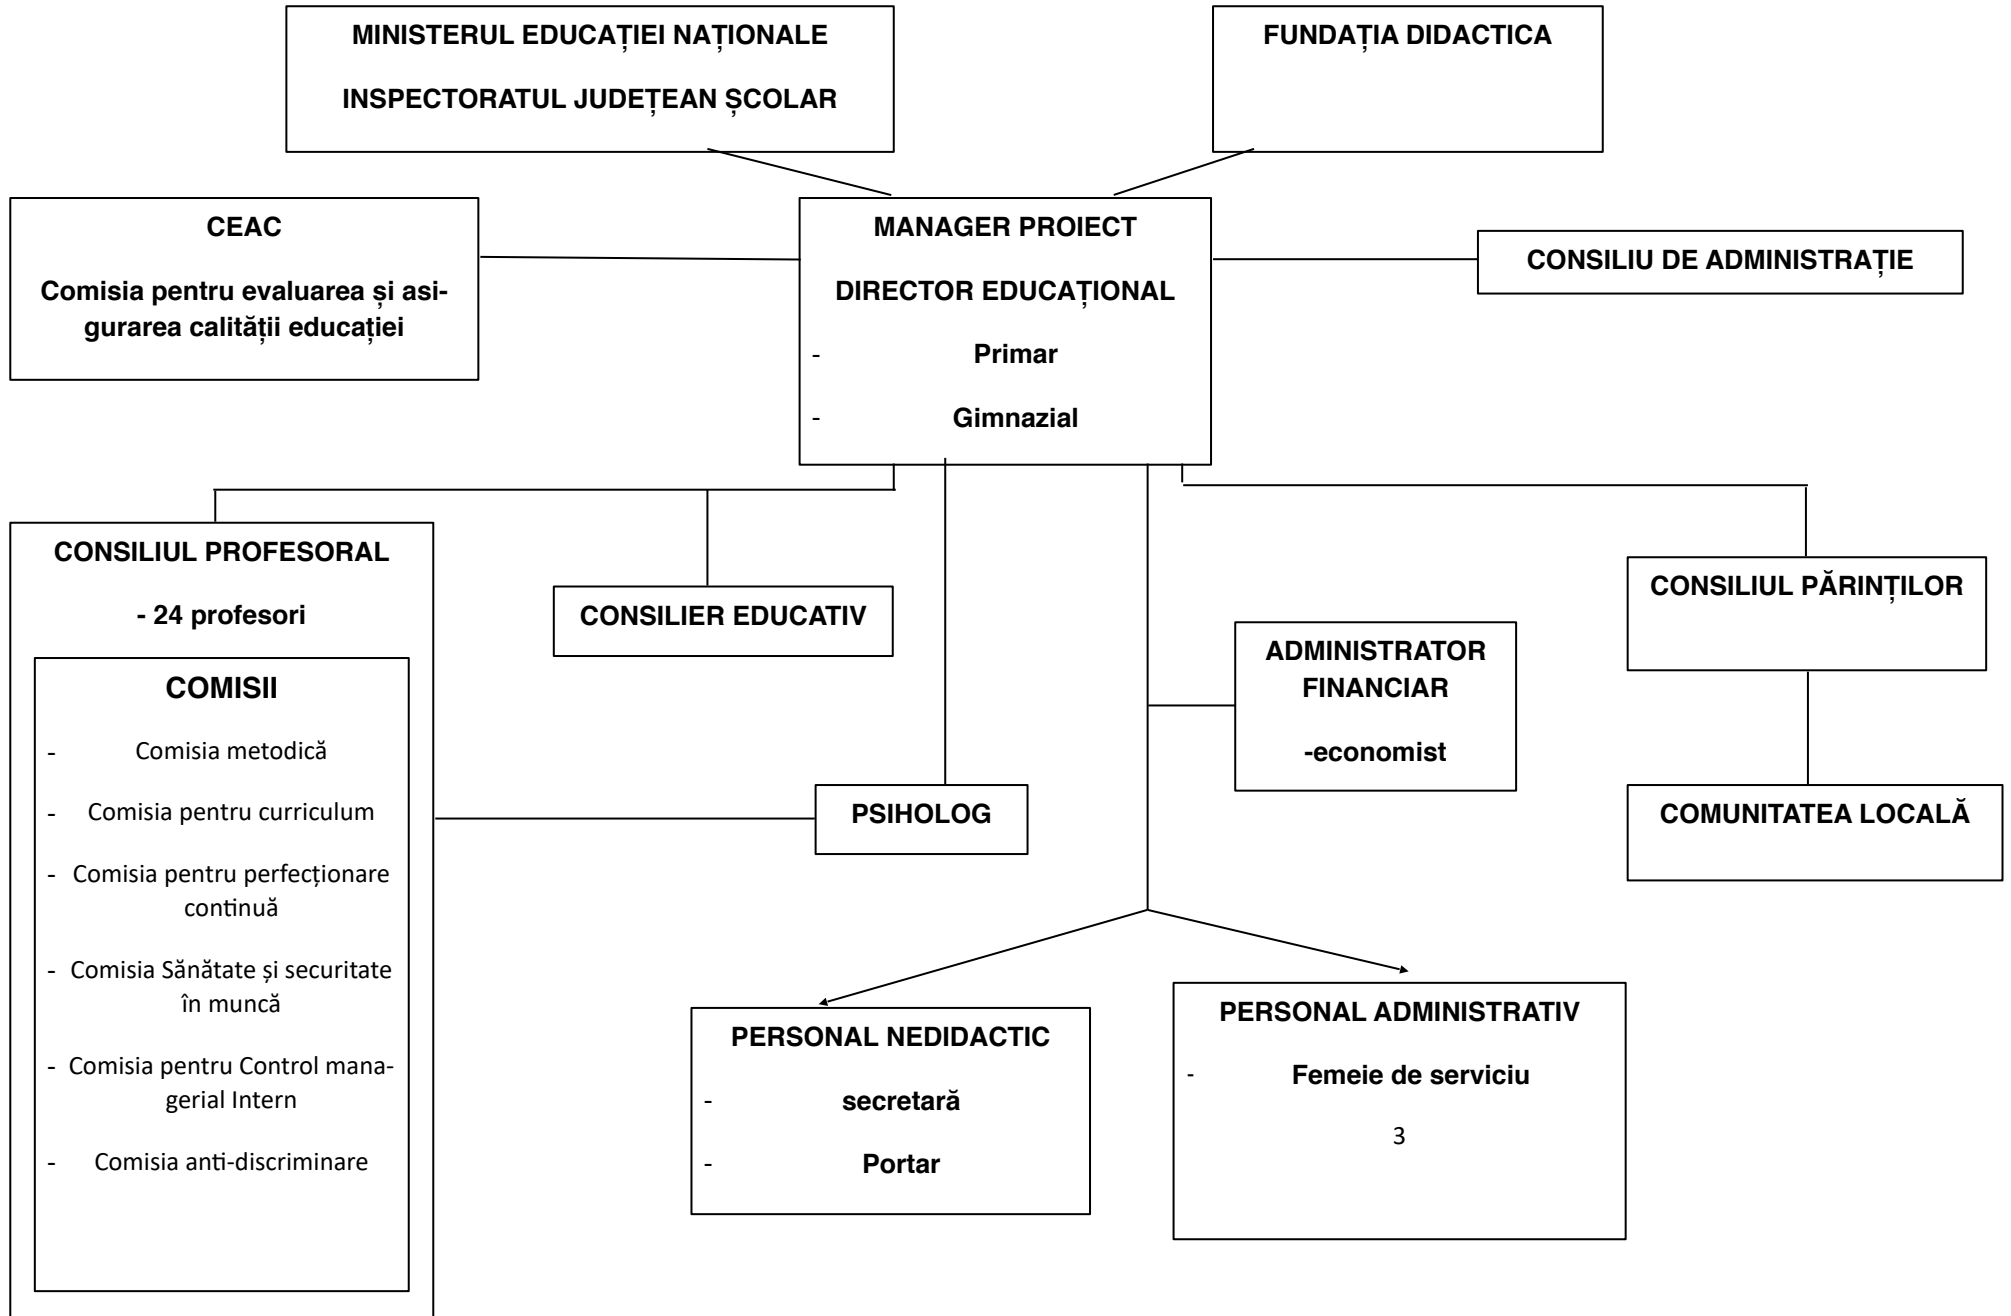 MINISTERUL EDUCAȚIEI NAȚIONALE
INSPECTORATUL JUDEȚEAN ȘCOLAR
FUNDAȚIA DIDACTICA
CEAC
Comisia pentru evaluarea și asi-
gurarea calității educației
MANAGER PROIECT
DIRECTOR EDUCAȚIONAL
- Primar
- Gimnazial
CONSILIU DE ADMINISTRAȚIE
CONSILIUL PROFESORAL
- 24 profesori
COMISII
- Comisia metodică
- Comisia pentru curriculum
- Comisia pentru perfecționare
continuă
- Comisia Sănătate și securitate
în muncă
- Comisia pentru Control mana-
gerial Intern
- Comisia anti-discriminare
CONSILIER EDUCATIV
PSIHOLOG
ADMINISTRATOR
FINANCIAR
-economist
CONSILIUL PĂRINȚILOR
COMUNITATEA LOCALĂ
PERSONAL NEDIDACTIC
- secretară
- Portar
PERSONAL ADMINISTRATIV
- Femeie de serviciu
3